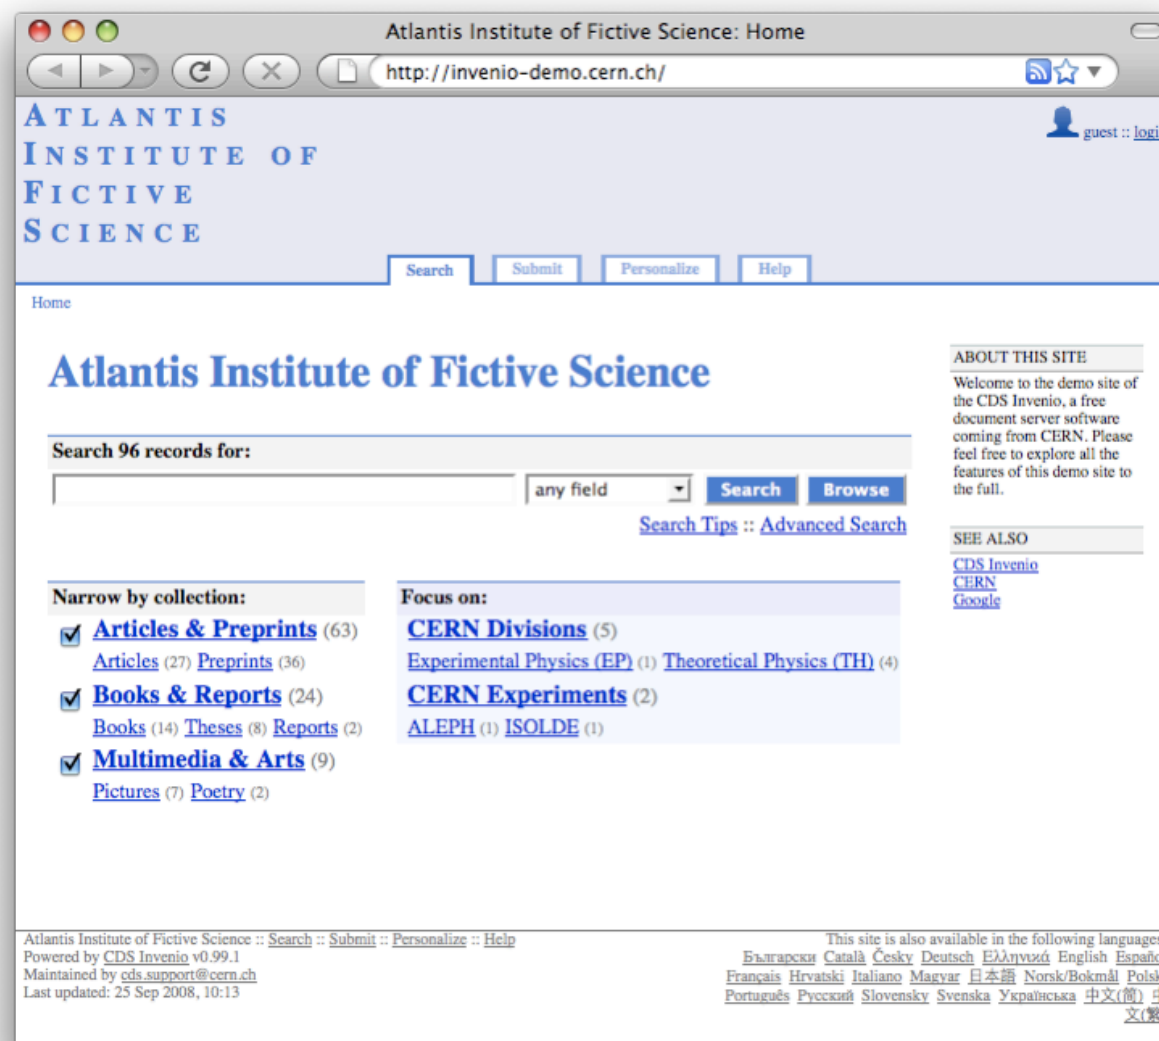 Atlantis Institute of Fictive Science: Home
http://invenio-demo.cern.ch/
ATLANTIS
INSTITUTE OF
FICTIVE
SCIENCE
guest :: logi
Search Submit Personalize Help
Home
Atlantis Institute of Fictive Science
Search 96 records for:
any field Search Browse
Search Tips :: Advanced Search
Narrow by collection:
Articles & Preprints (63)
Articles (27) Preprints (36)
Books & Reports (24)
Books (14) Theses (8) Reports (2)
Multimedia & Arts (9)
Pictures (7) Poetry (2)
Focus on:
CERN Divisions (5)
Experimental Physics (EP) (1) Theoretical Physics (TH) (4)
CERN Experiments (2)
ALEPH (1) ISOLDE (1)
ABOUT THIS SITE
Welcome to the demo site of
the CDS Invenio, a free
document server software
coming from CERN. Please
feel free to explore all the
features of this demo site to
the full.
SEE ALSO
CDS Invenio
CERN
Google
Atlantis Institute of Fictive Science :: Search :: Submit :: Personalize :: Help
Powered by CDS Invenio v0.99.1
Maintained by cds.support@cern.ch
Last updated: 25 Sep 2008, 10:13
This site is also available in the following languages
Български Català Česky Deutsch Ελληνικά English Españo
Français Hrvatski Italiano Magyar 日本語 Norsk/Bokmål Polsk
Português Русский Slovensky Svenska Українська 中文(简) 中
文(繁